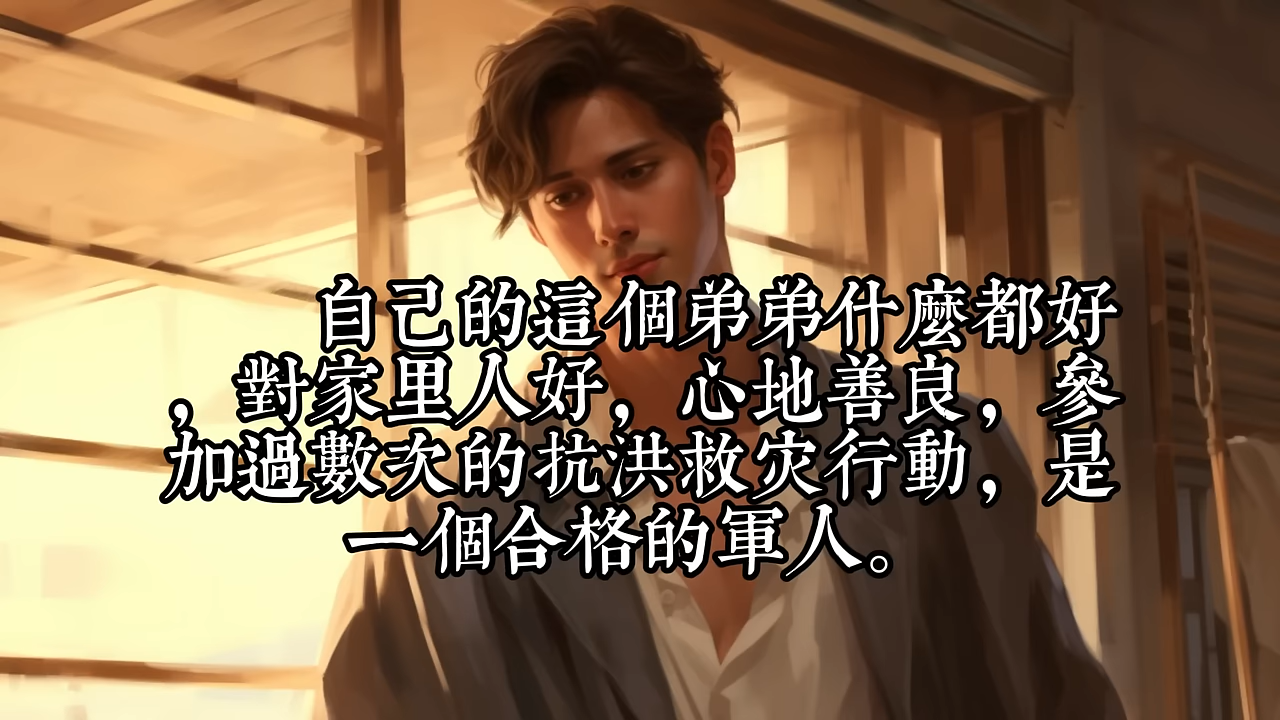 自己的這個弟弟什麼都好
，對家里人好，心地善良，參
加過數次的抗洪救灾行動，是
一個合格的軍人。